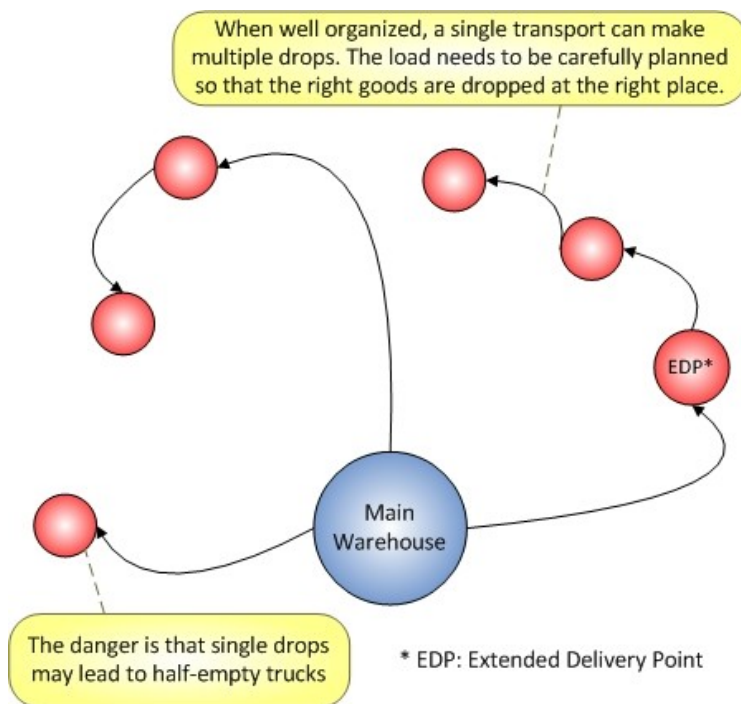 When well organized, a single transport can make
multiple drops. The load needs to be carefully planned
so that the right goods are dropped at the right place.
EDP*
Main
Warehouse
The danger is that single drops
may lead to half-empty trucks
* EDP: Extended Delivery Point